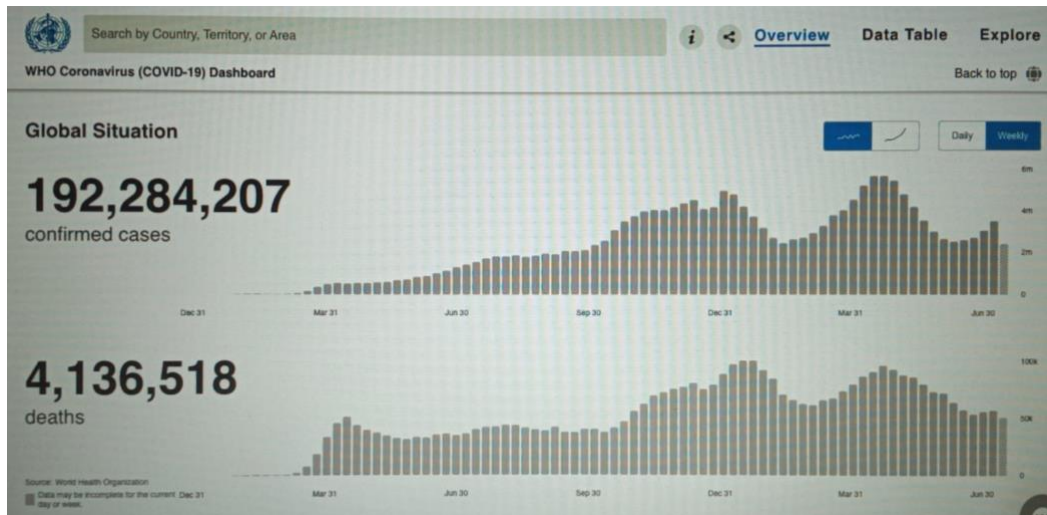 Search by Country, Territory, or Area
i
Overview
Data Table
Explore
WHO Coronavirus (COVID-19) Dashboard
Back to top
Global Situation
Daily
Weekly
192,284,207
confirmed cases
6m
4m
2m
0
Dec 31
Mar 31
Jun 30
Sep 30
Dec 31
Mar 31
Jun 30
4,136,518
deaths
100k
50k
0
Source: World Health Organization
Data may be incomplete for the current
day or week.
Dec 31
Mar 31
Jun 30
Sep 30
Dec 31
Mar 31
Jun 30